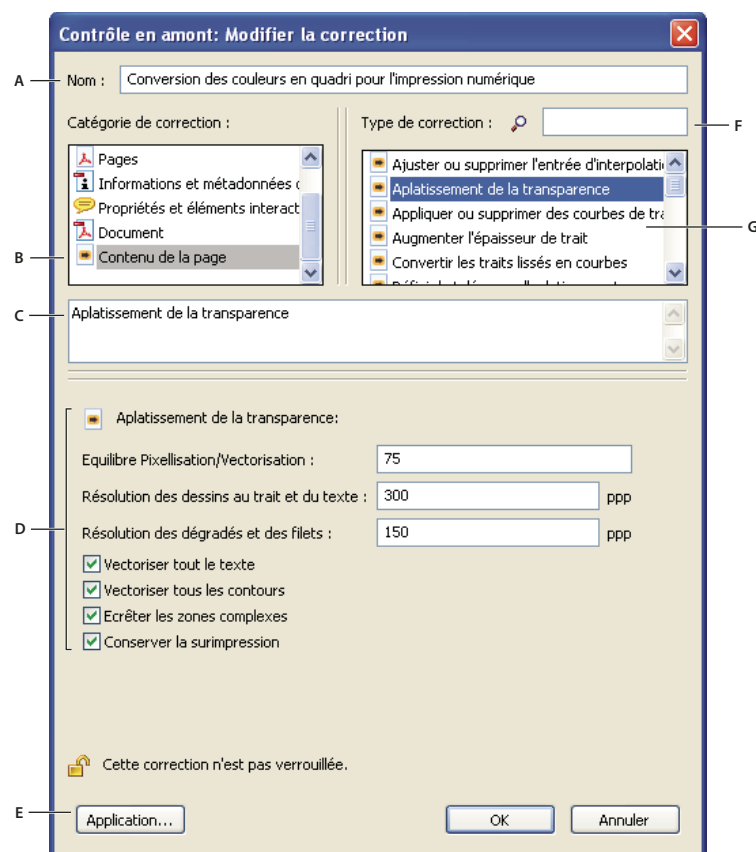 Contrôle en amont: Modifier la correction
A
Nom :
Conversion des couleurs en quadri pour l'impression numérique
Catégorie de correction :
Type de correction :
F
Pages
Informations et métadonnées
Propriétés et éléments interact
Document
B
Contenu de la page
Ajuster ou supprimer l'entrée d'interpolati
Aplatissement de la transparence
Appliquer ou supprimer des courbes de tra
G
Augmenter l'épaisseur de trait
Convertir les traits lissés en courbes
C
Aplatissement de la transparence
D
Aplatissement de la transparence:
Equilibre Pixellisation/Vectorisation :
75
Résolution des dessins au trait et du texte :
300
ppp
Résolution des dégradés et des filets :
150
ppp
Vectoriser tout le texte
Vectoriser tous les contours
Ecrêter les zones complexes
Conserver la surimpression
Cette correction n'est pas verrouillée.
E
Application...
OK
Annuler